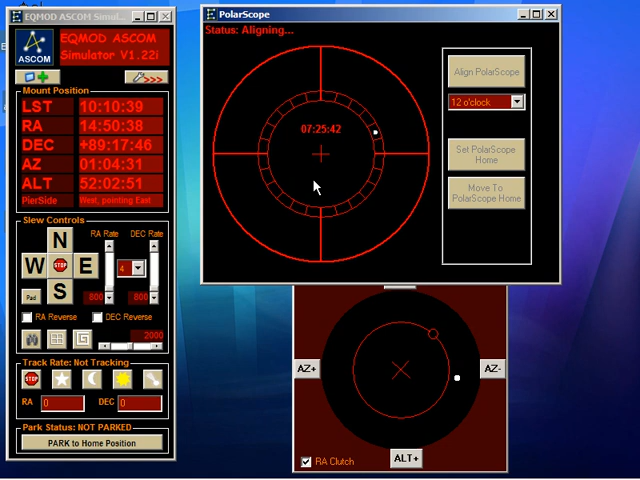 EQMOD ASCOM Simul...
ASCOM
EQMOD ASCOM
Simulator V1.22i
>>>
Mount Position
LST 10:10:39
RA 14:50:38
DEC +89:17:46
AZ 01:04:31
ALT 52:02:51
PierSide West, pointing East
Slew Controls
N
RA Rate DEC Rate
W STOP E
4
S
Pad
800 800
RA Reverse DEC Reverse
2000
Track Rate: Not Tracking
STOP
RA 0 DEC 0
Park Status: NOT PARKED
PARK to Home Position
PolarScope
Status: Aligning...
07:25:42
Align PolarScope
12 o'clock
Set PolarScope
Home
Move To
PolarScope Home
AZ+
AZ-
ALT+
RA Clutch